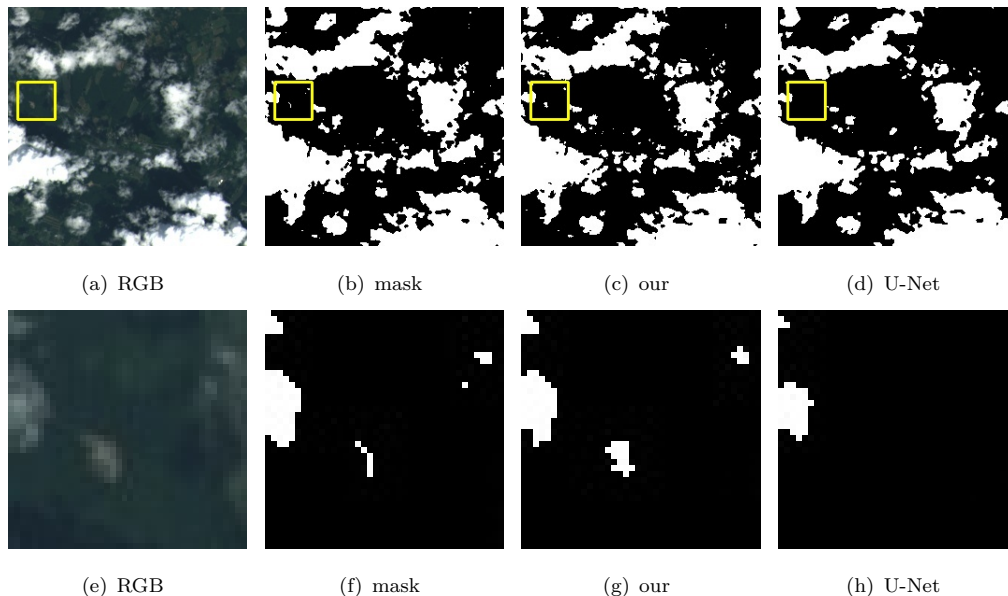 (a) RGB
(b) mask
(c) our
(d) U-Net
(e) RGB
(f) mask
(g) our
(h) U-Net